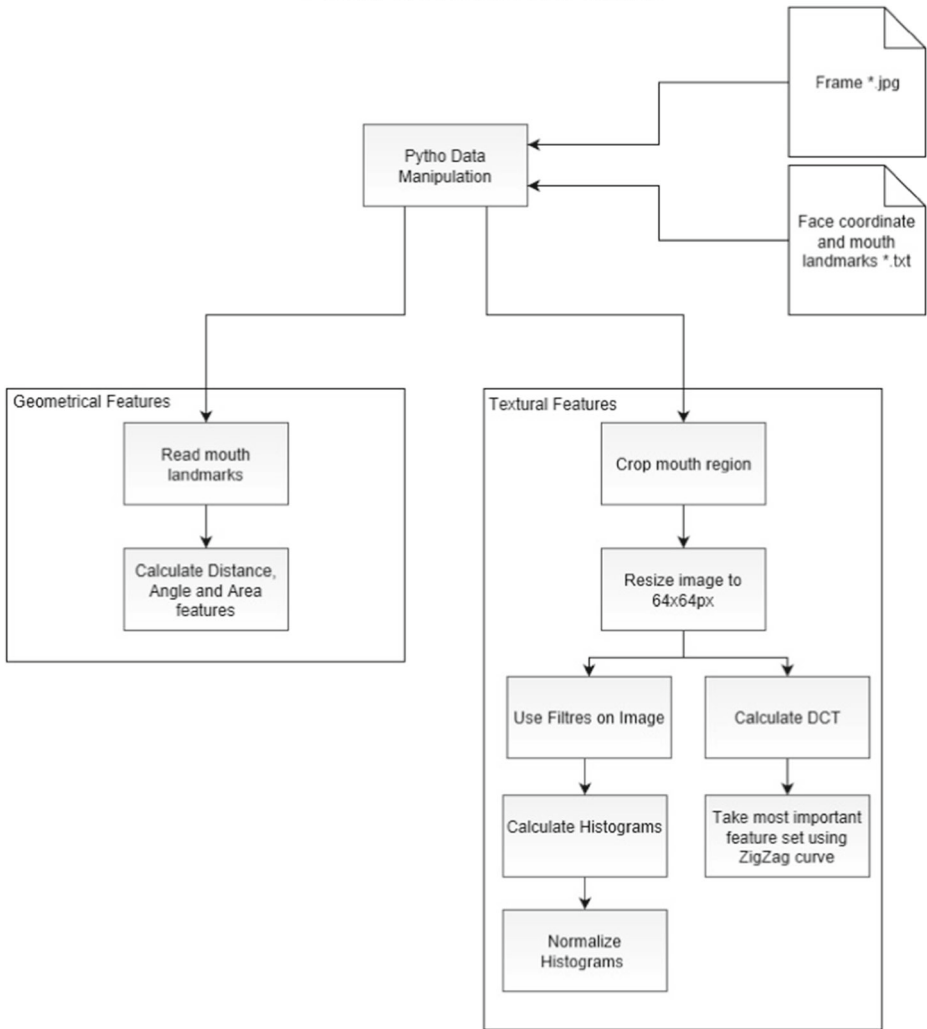 Frame *.jpg
Pytho Data
Manipulation
Face coordinate
and mouth
landmarks *.txt
Geometrical Features
Read mouth
landmarks
Calculate Distance,
Angle and Area
features
Textural Features
Crop mouth region
Resize image to
64x64px
Use Filtres on Image
Calculate DCT
Calculate Histograms
Take most important
feature set using
ZigZag curve
Normalize
Histograms